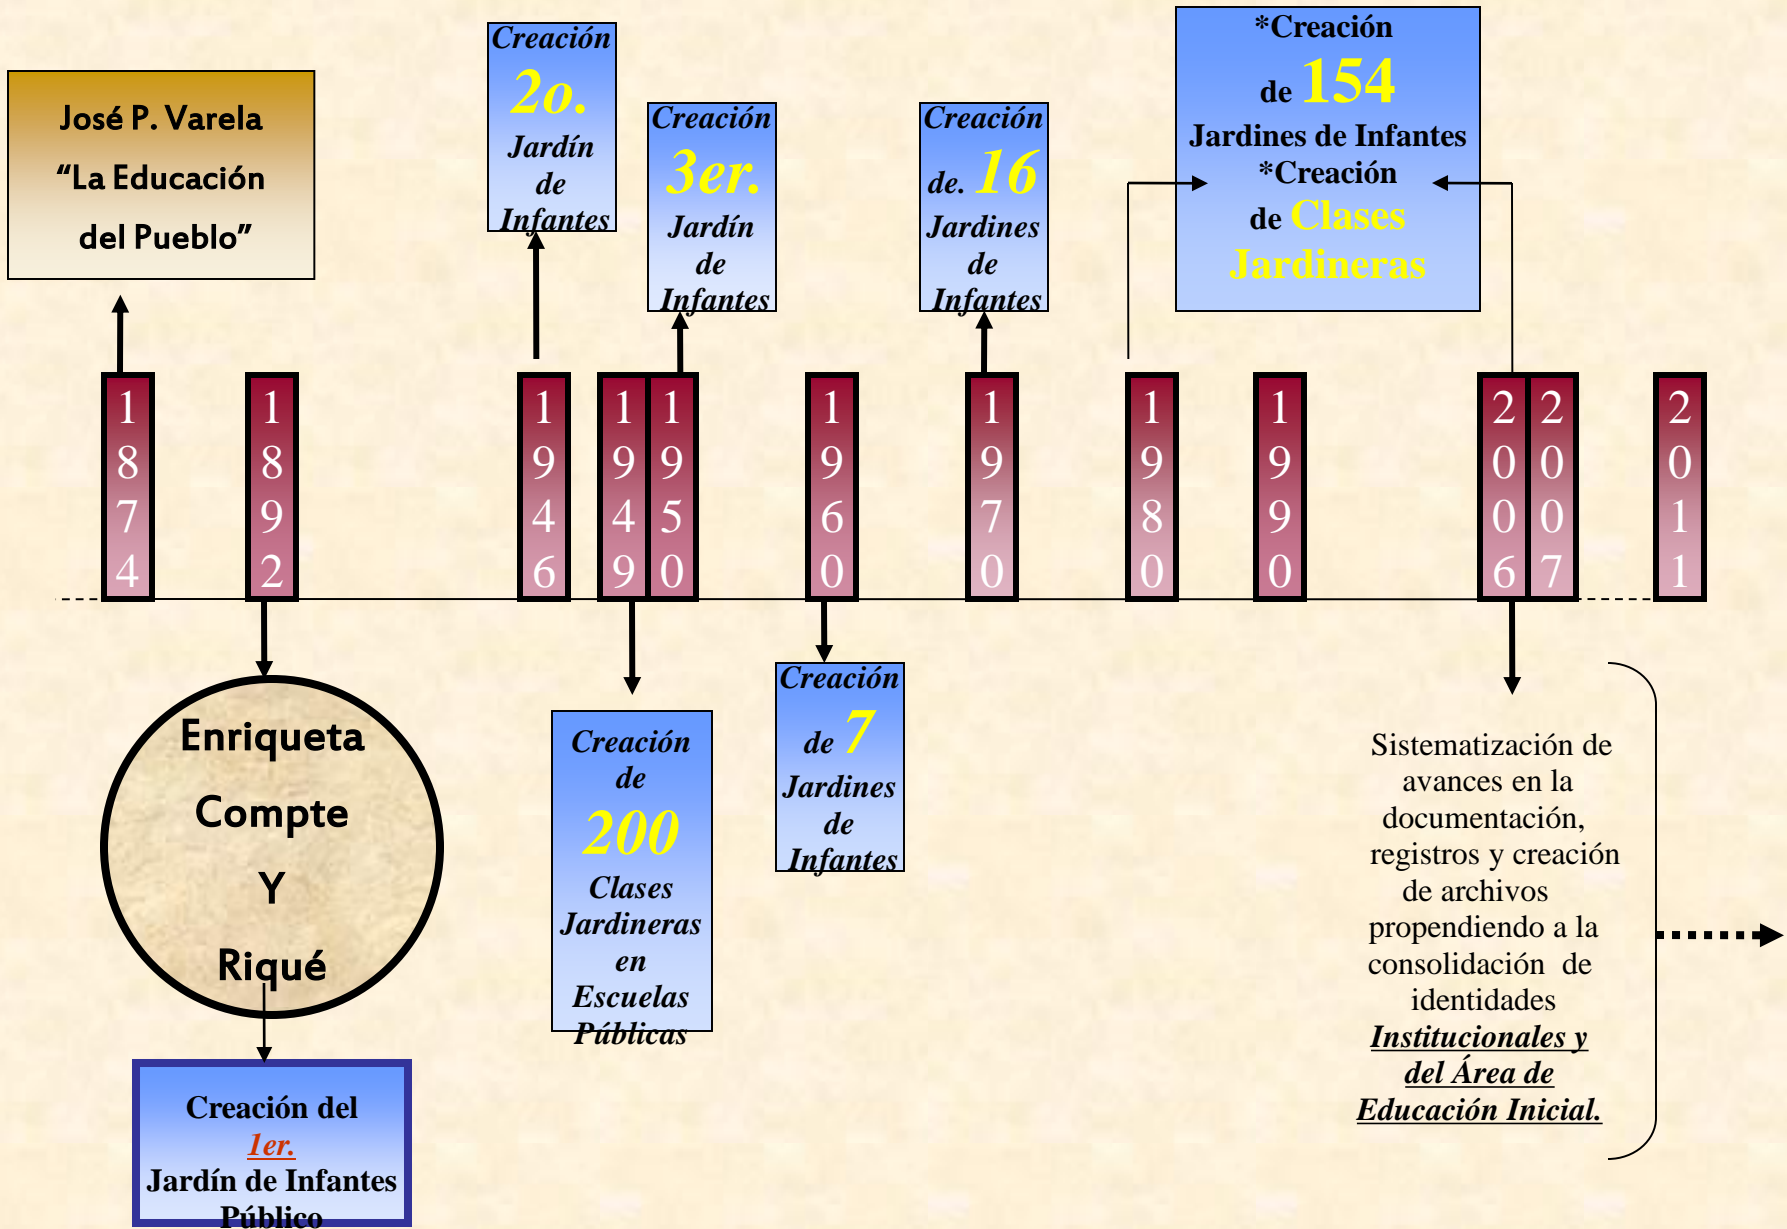 José P. Varela
“La Educación
del Pueblo”
Creación
2o.
Jardín
de
Infantes
Creación
3er.
Jardín
de
Infantes
Creación
de. 16
Jardines
de
Infantes
*Creación
de 154
Jardines de Infantes
*Creación
de Clases
Jardineras
1874
1892
1946
1949
1950
1960
1970
1980
1990
2006
2007
2011
Enriqueta
Compte
Y
Riqué
Creación del
1er.
Jardín de Infantes
Público
Creación
de
200
Clases
Jardineras
en
Escuelas
Públicas
Creación
de 7
Jardines
de
Infantes
Sistematización de
avances en la
documentación,
registros y creación
de archivos
propendiendo a la
consolidación de
identidades
Institucionales y
del Área de
Educación Inicial.